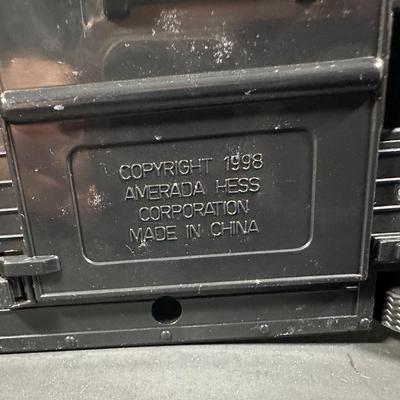 COPYRIGHT 1998
AMERADA HESS
CORPORATION
MADE IN CHINA